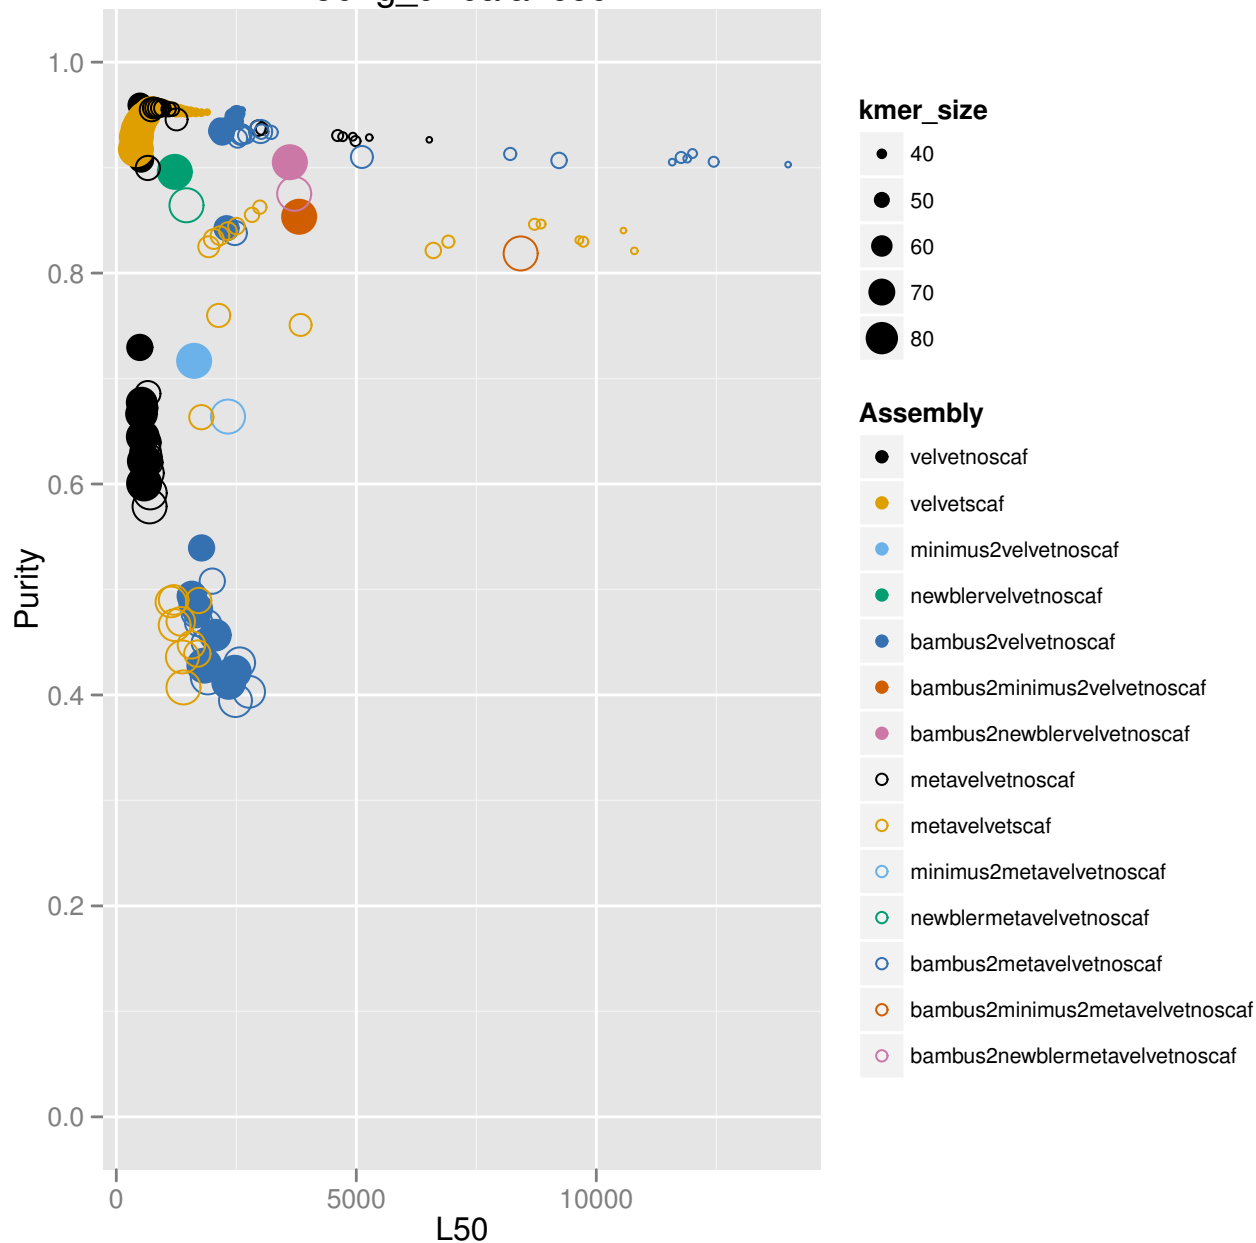 1.0
0.8
0.6
0.4
0.2
0.0
Purity
0
5000
10000
L50
kmer_size
40
50
60
70
80
Assembly
velvetnoscaf
velvetscaf
minimus2velvetnoscaf
newblervelvetnoscaf
bambus2velvetnoscaf
bambus2minimus2velvetnoscaf
bambus2newblervelvetnoscaf
metavelvetnoscaf
metavelvetscaf
minimus2metavelvetnoscaf
newblermetavelvetnoscaf
bambus2metavelvetnoscaf
bambus2minimus2metavelvetnoscaf
bambus2newblermetavelvetnoscaf